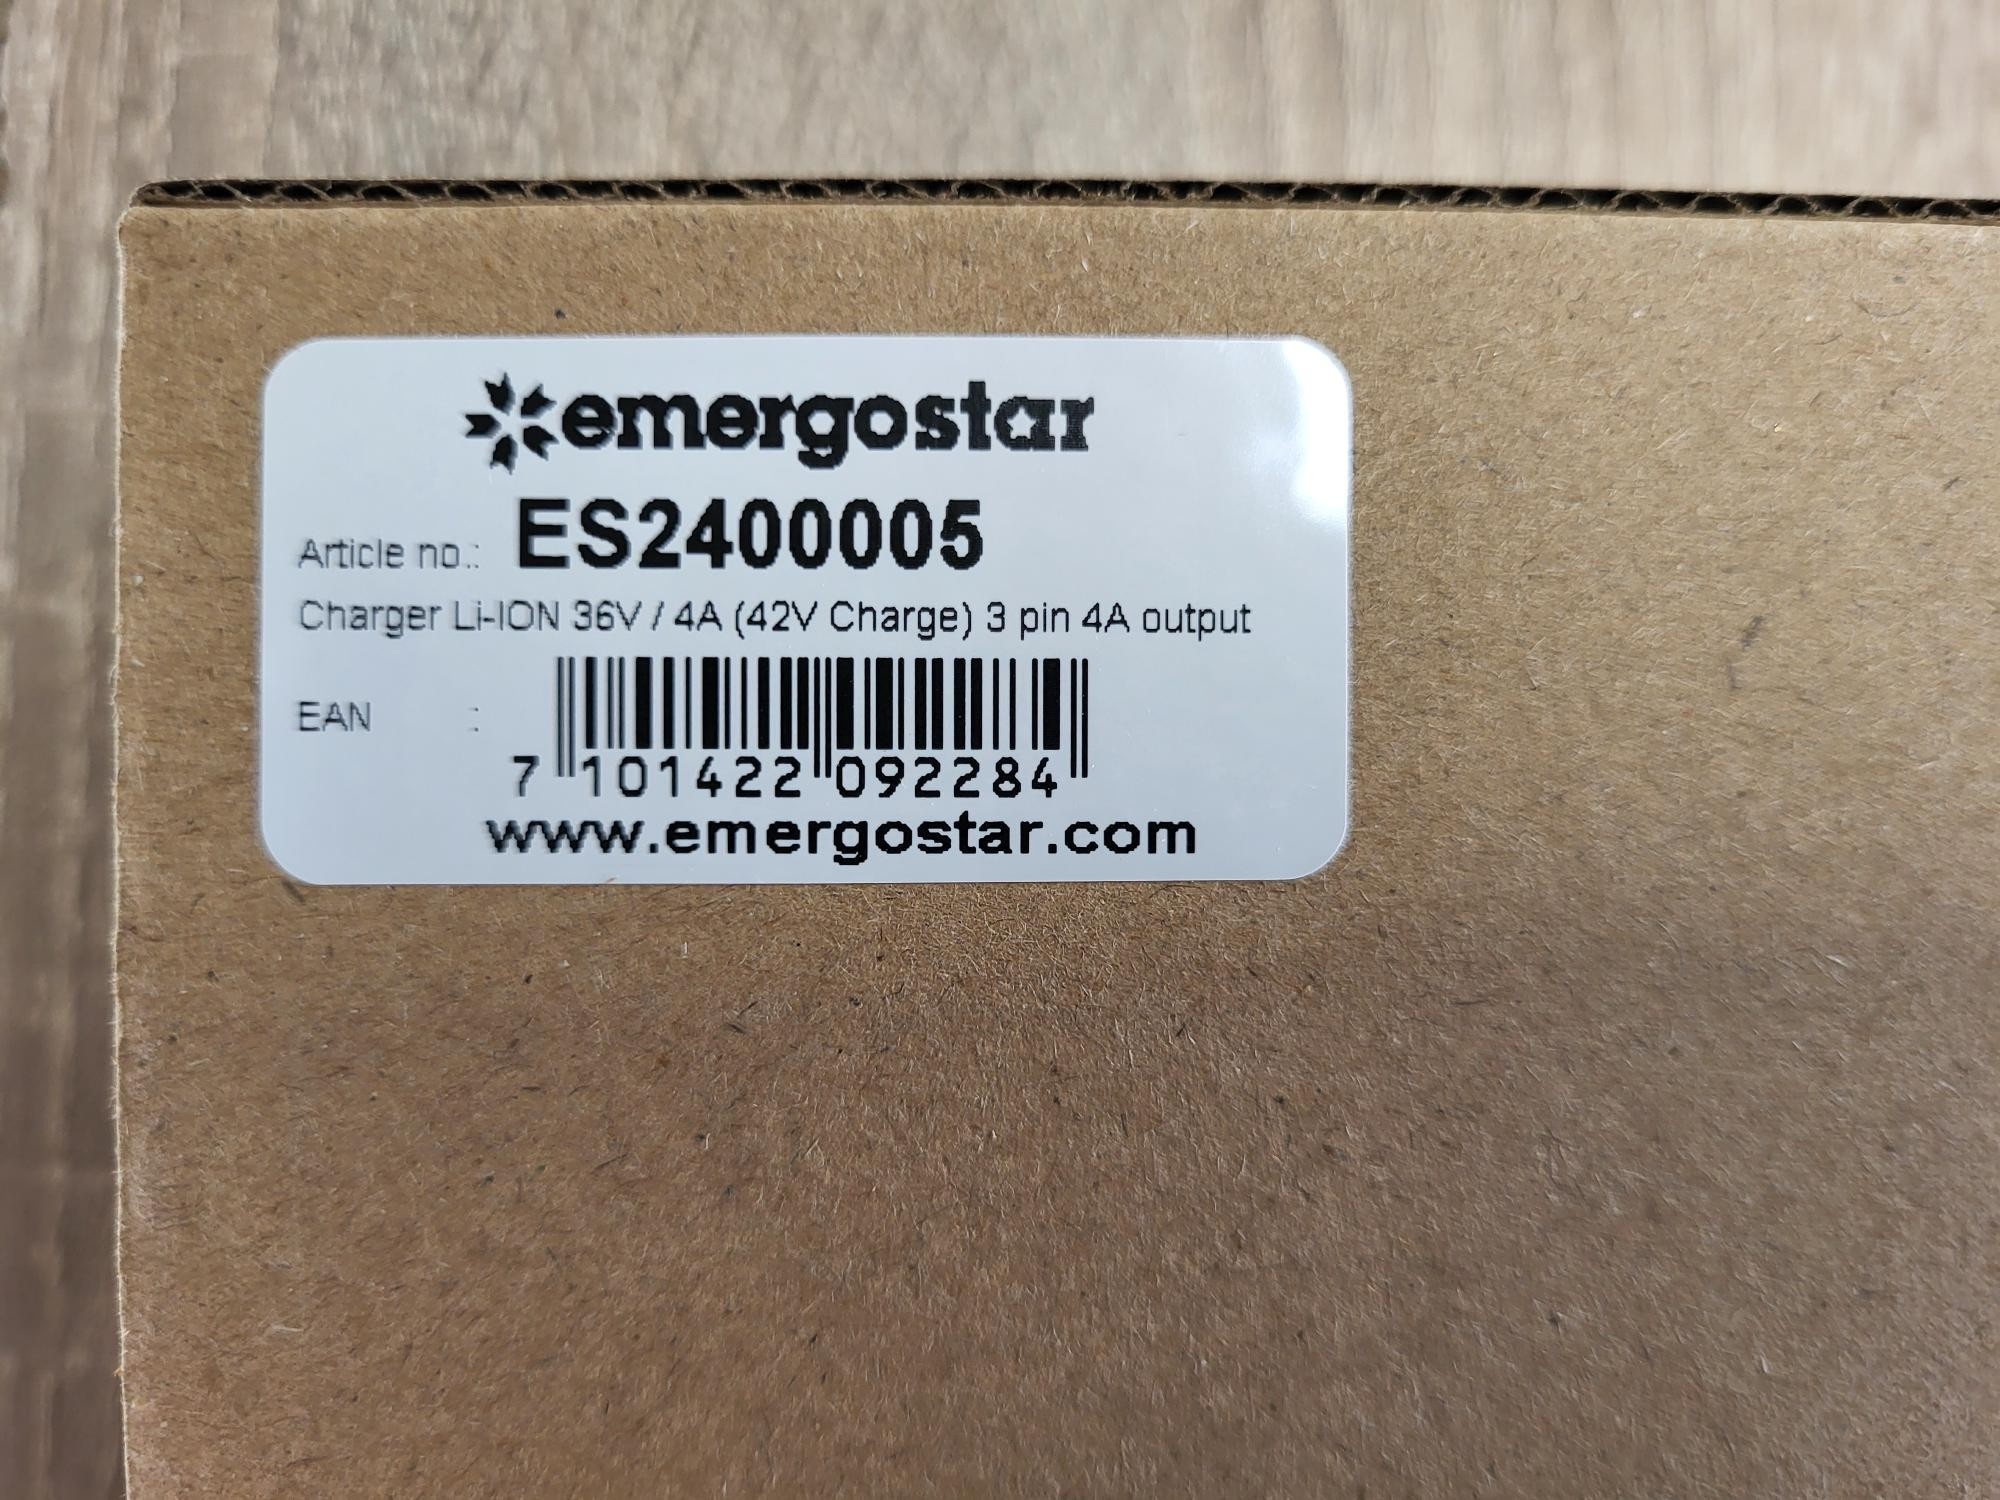 emergostar
Article no.: ES2400005
Charger Li-ION 36V / 4A (42V Charge) 3 pin 4A output
EAN :
7 101422 092284
www.emergostar.com